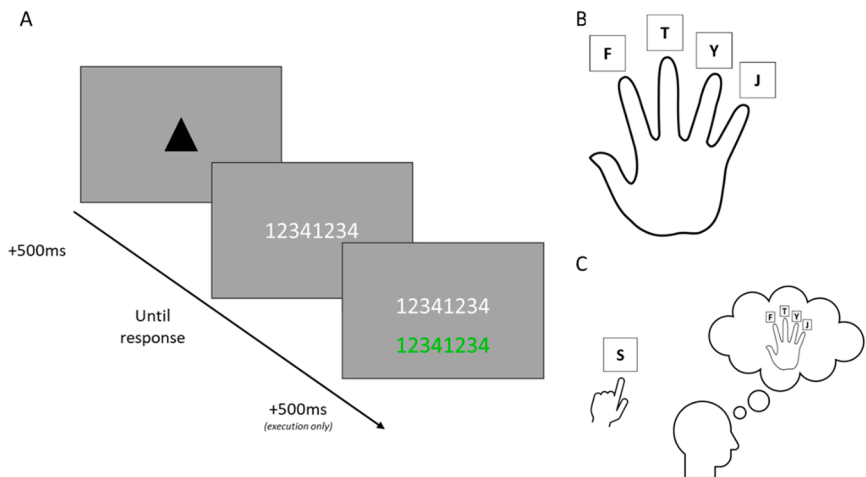 A
+500ms
12341234
Until
response
12341234
12341234
+500ms
(execution only)
B
F
T
Y
J
C
S
F
T
Y
J